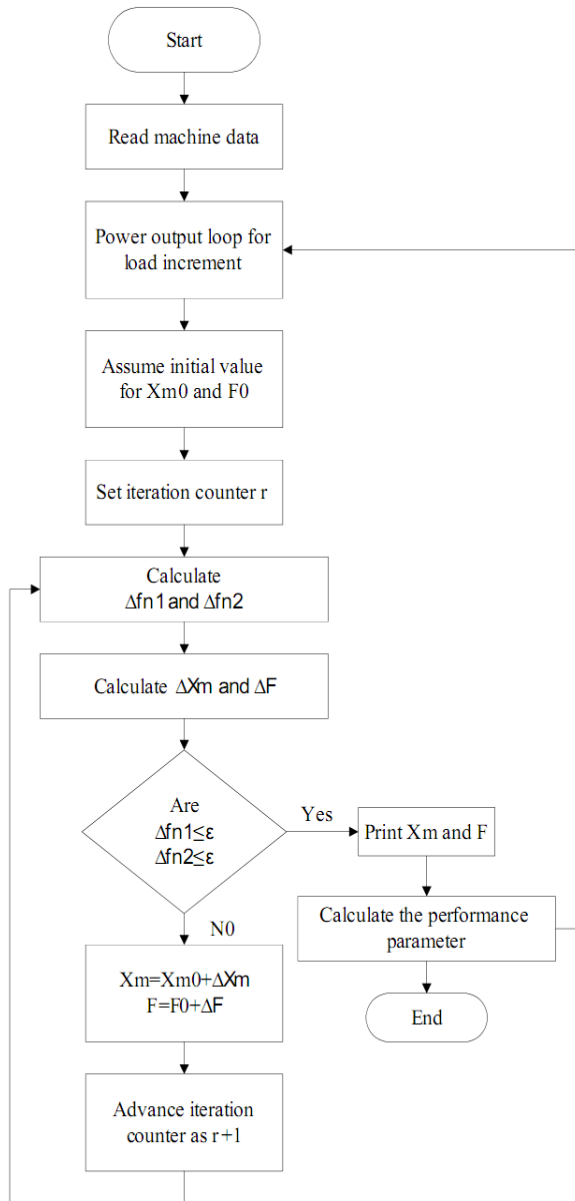 Start
Read machine data
Power output loop for
load increment
Assume initial value
for Xm0 and F0
Set iteration counter r
Calculate
Δfn1 and Δfn2
Calculate ΔXm and ΔF
Are
Δfn1≤ε
Δfn2≤ε
Yes
Print Xm and F
Calculate the performance
parameter
End
N0
Xm=Xm0+ΔXm
F=F0+ΔF
Advance iteration
counter as r+1